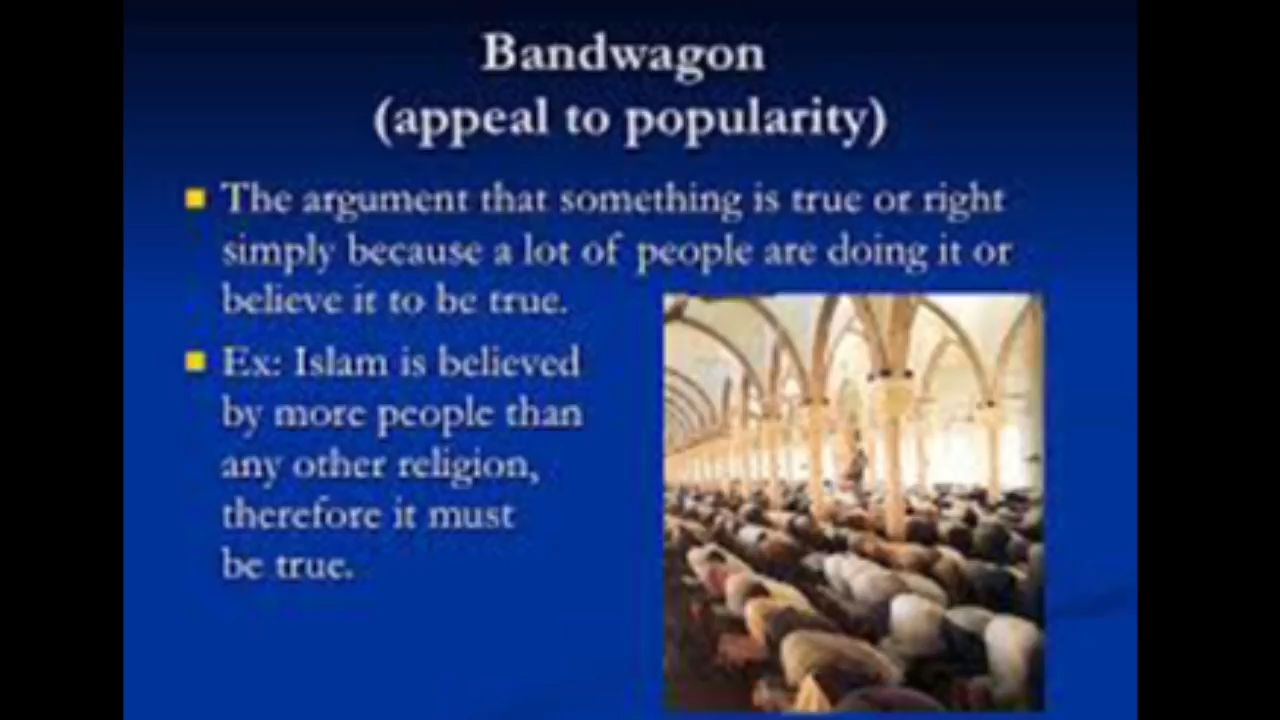 Bandwagon
(appeal to popularity)
The argument that something is true or right
simply because a lot of people are doing it or
believe it to be true.
Ex: Islam is believed
by more people than
any other religion,
therefore it must
be true.